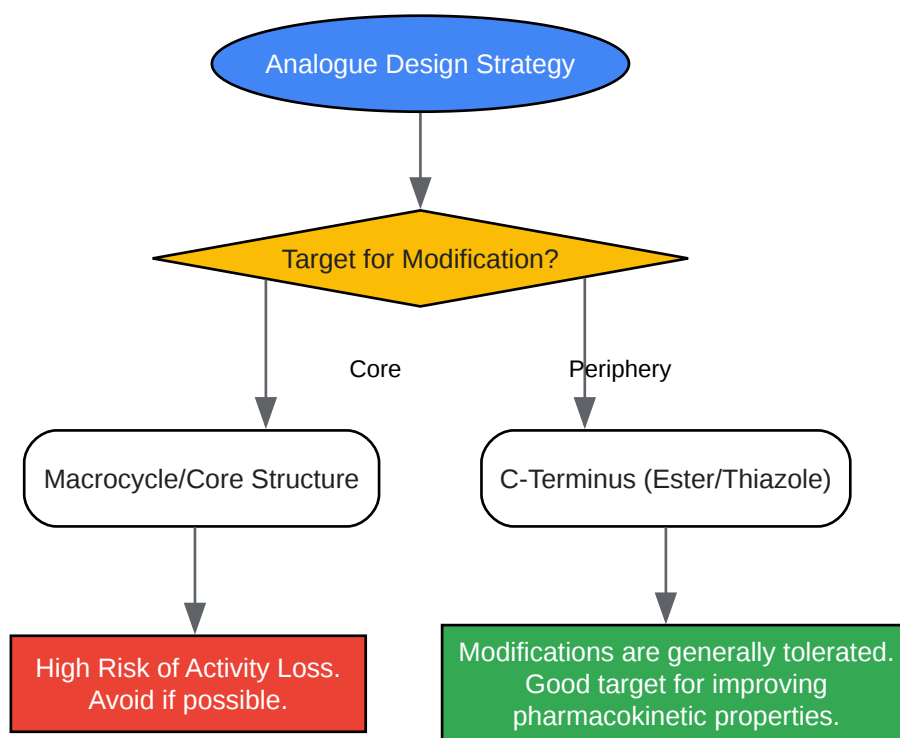 Analogue Design Strategy
Target for Modification?
Core
Periphery
Macrocycle/Core Structure
C-Terminus (Ester/Thiazole)
High Risk of Activity Loss.
Avoid if possible.
Modifications are generally tolerated.
Good target for improving
pharmacokinetic properties.